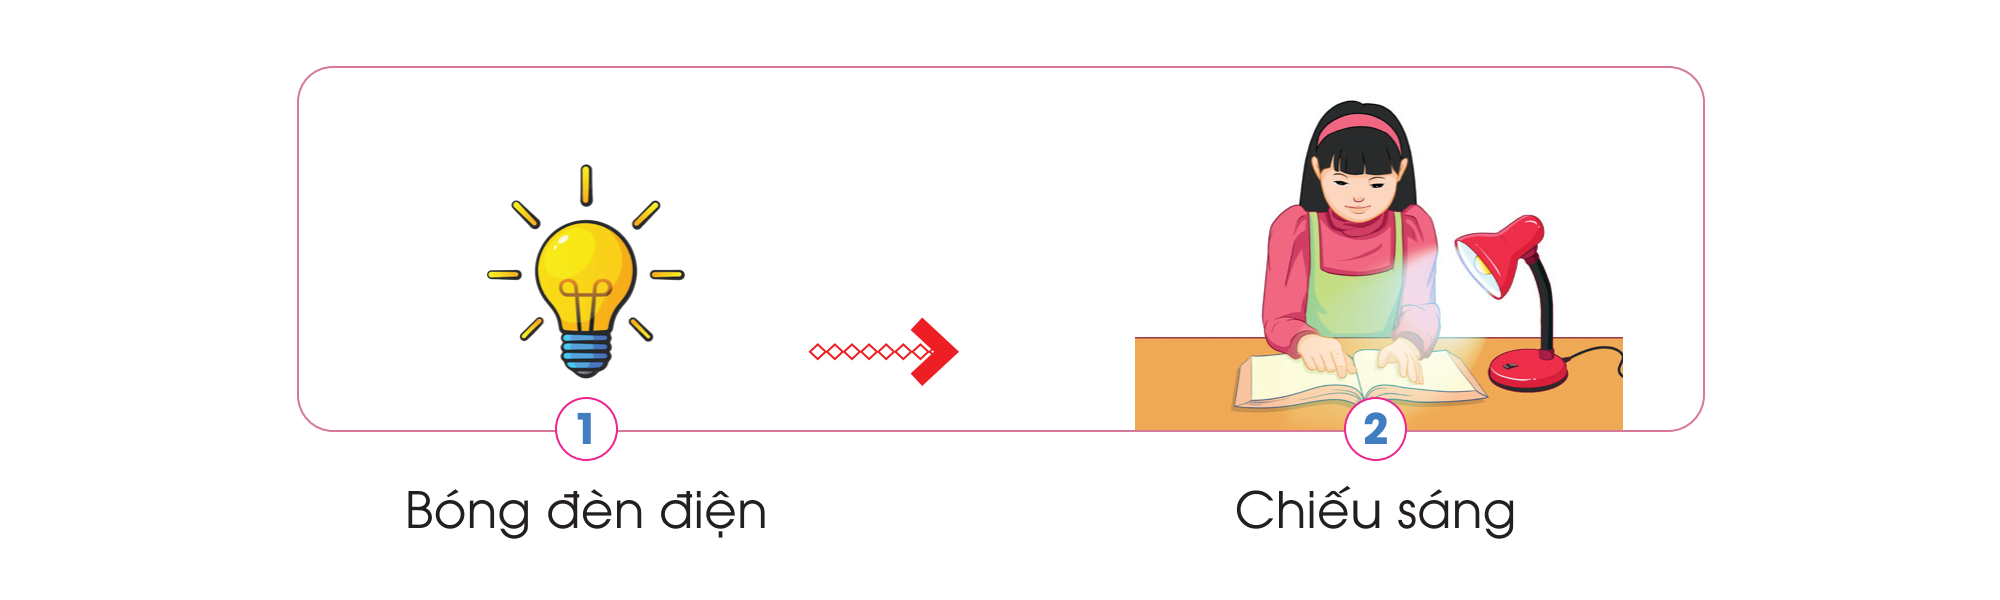 1
2
Bóng đèn điện
Chiếu sáng